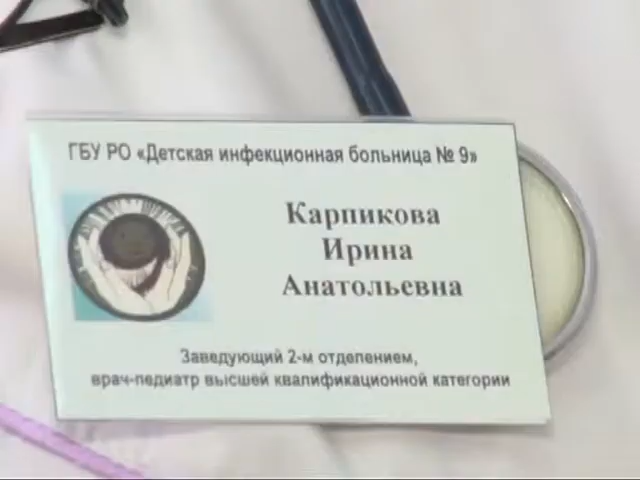 ГБУ РО «Детская инфекционная больница № 9»
Карпикова
Ирина
Анатольевна
Заведующий 2-м отделением,
врач-педиатр высшей квалификационной категории